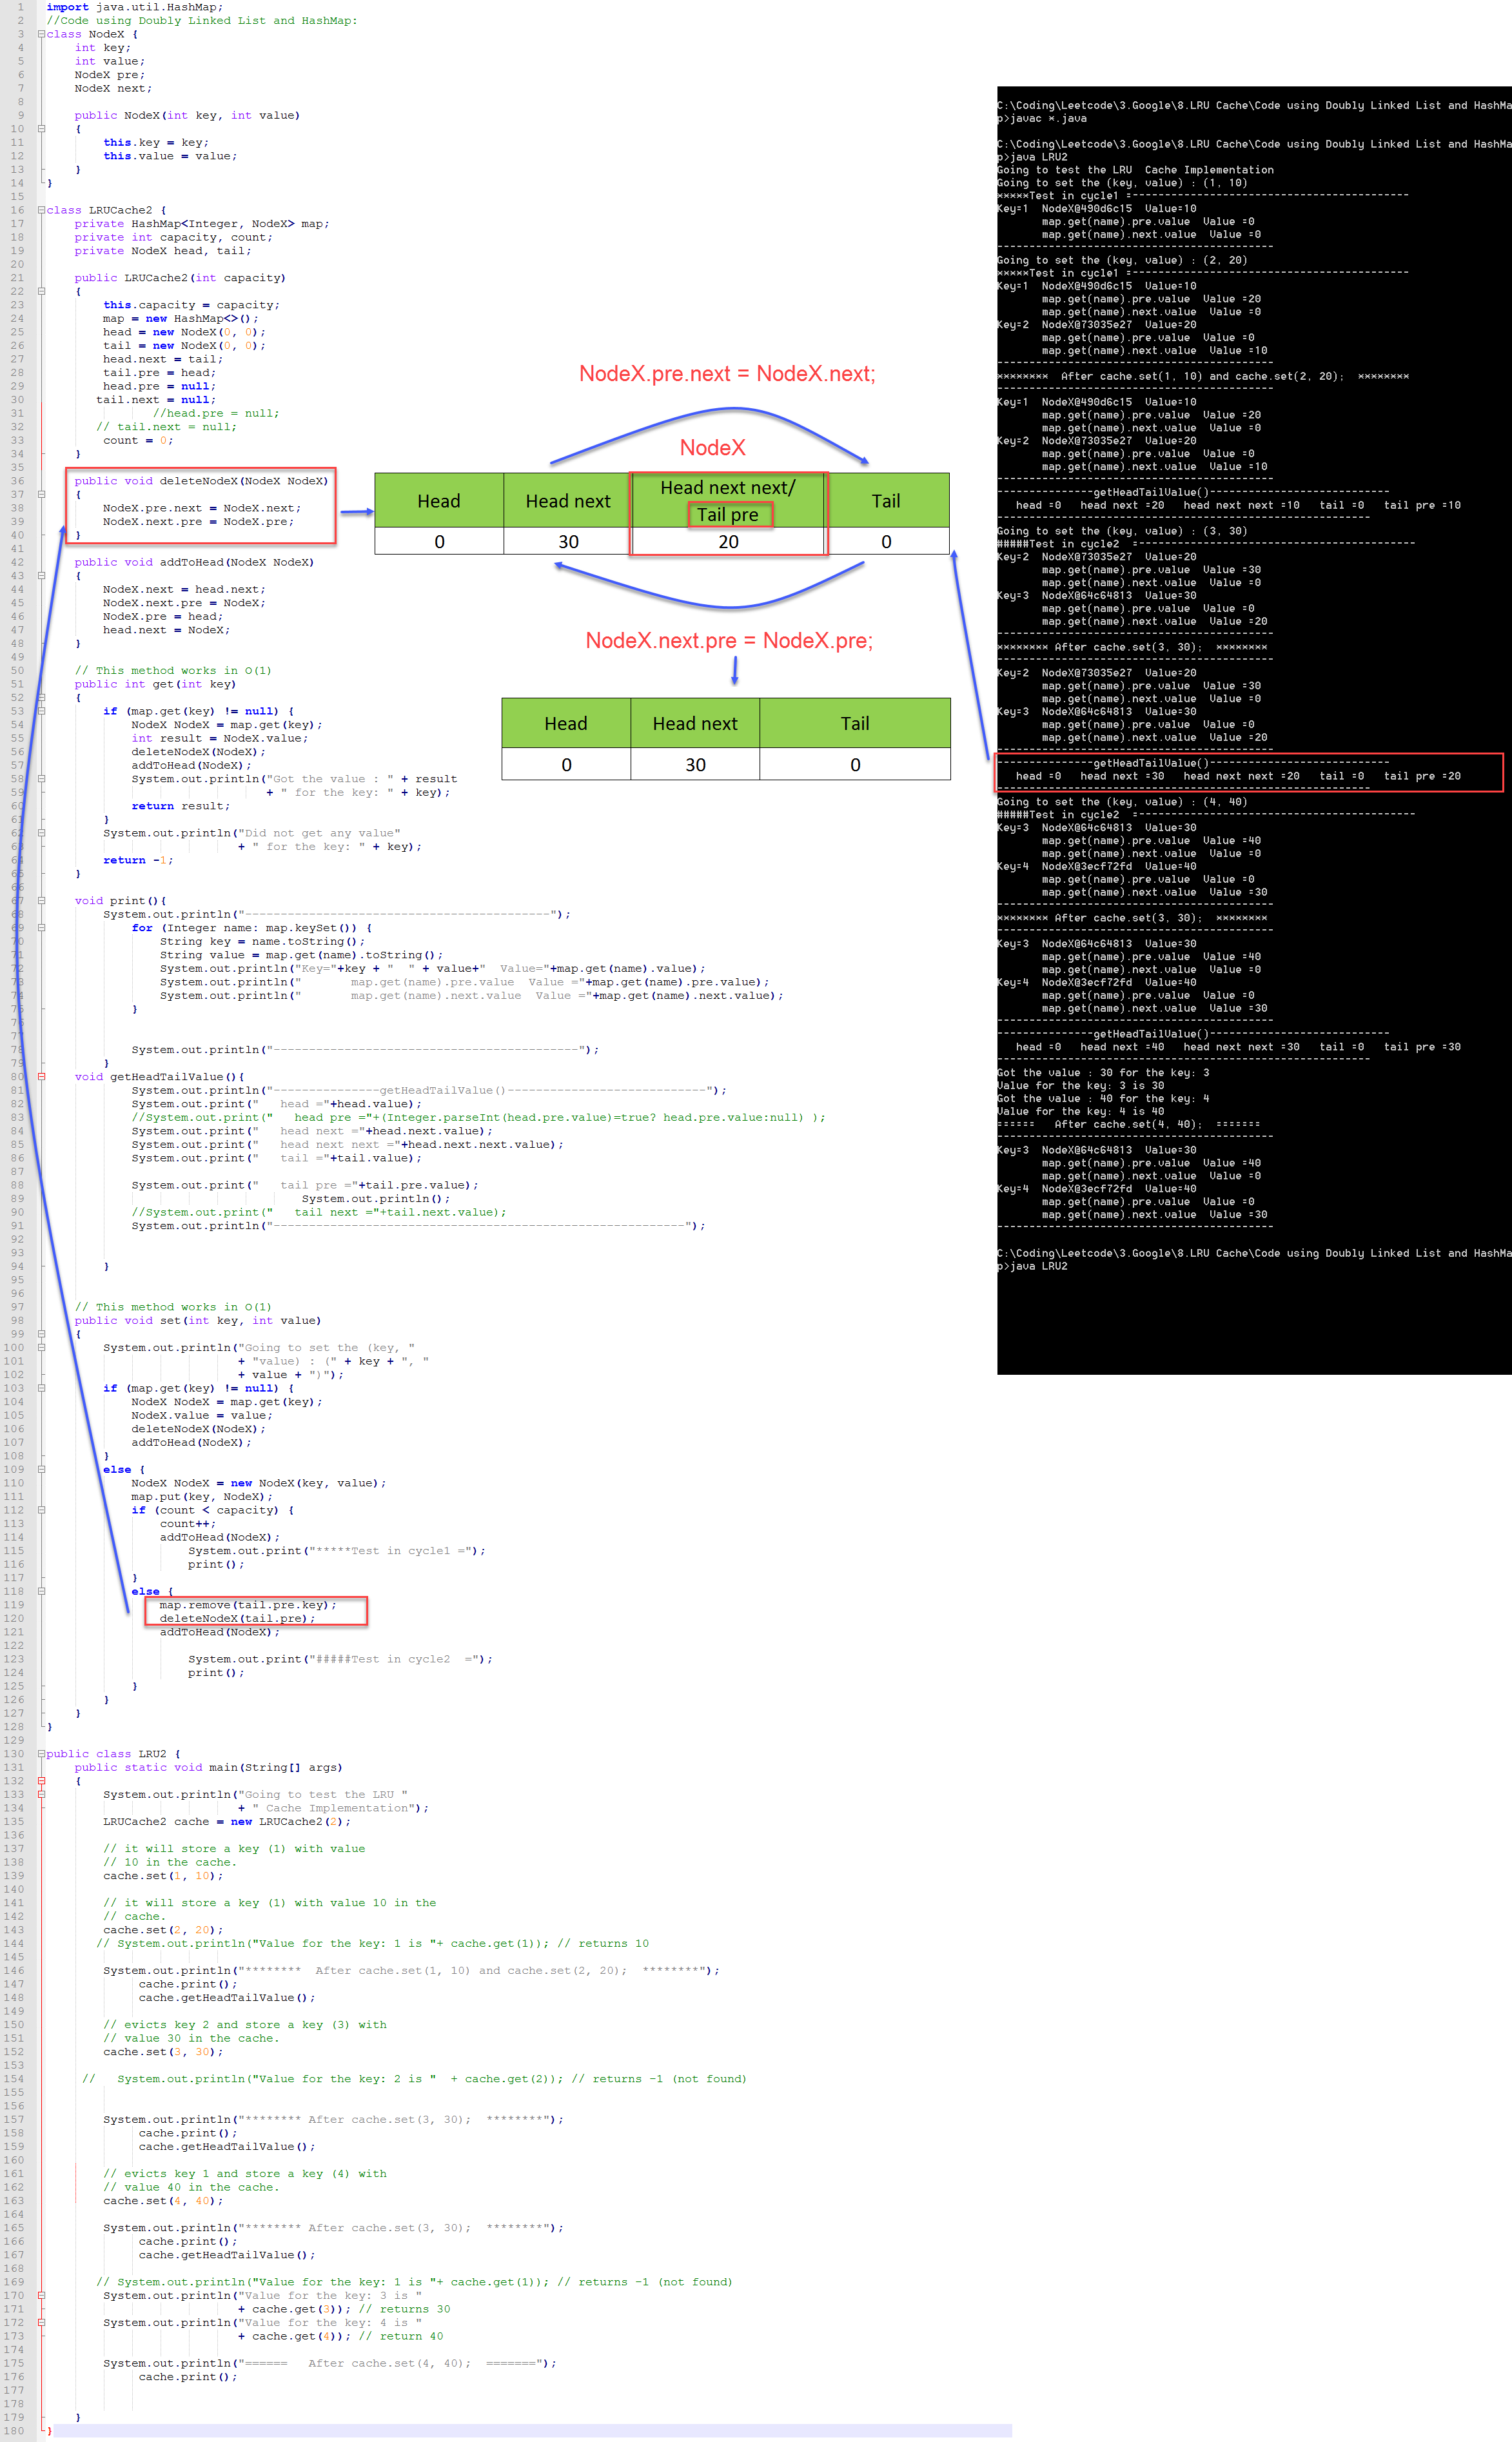 1 import java.util.HashMap;
2 //Code using Doubly Linked List and HashMap:
3 class NodeX {
4 int key;
5 int value;
6 NodeX pre;
7 NodeX next;
8
9 public NodeX(int key, int value)
10 {
11 this.key = key;
12 this.value = value;
13 }
14 }
15
16 class LRUCache2 {
17 private HashMap<Integer, NodeX> map;
18 private int capacity, count;
19 private NodeX head, tail;
20
21 public LRUCache2(int capacity)
22 {
23 this.capacity = capacity;
24 map = new HashMap<>();
25 head = new NodeX(0, 0);
26 tail = new NodeX(0, 0);
27 head.next = tail;
28 tail.pre = head;
29 head.pre = null;
30 tail.next = null;
31 //head.pre = null;
32 // tail.next = null;
33 count = 0;
34 }
35
36 public void deleteNodeX(NodeX NodeX)
37 {
38 NodeX.pre.next = NodeX.next;
39 NodeX.next.pre = NodeX.pre;
40 }
41
42 public void addToHead(NodeX NodeX)
43 {
44 NodeX.next = head.next;
45 NodeX.next.pre = NodeX;
46 NodeX.pre = head;
47 head.next = NodeX;
48 }
49
50 // This method works in O(1)
51 public int get(int key)
52 {
53 if (map.get(key) != null) {
54 NodeX NodeX = map.get(key);
55 int result = NodeX.value;
56 deleteNodeX(NodeX);
57 addToHead(NodeX);
58 System.out.println("Got the value : " + result
59 + " for the key: " + key);
60 return result;
61 }
62 System.out.println("Did not get any value"
63 + " for the key: " + key);
64 return -1;
65 }
66
67 void print(){
68 System.out.println("-------------------------------------------");
69 for (Integer name: map.keySet()) {
70 String key = name.toString();
71 String value = map.get(name).toString();
72 System.out.println("Key="+key + "  " + value+"  Value="+map.get(name).value);
73 System.out.println("       map.get(name).pre.value  Value ="+map.get(name).pre.value);
74 System.out.println("       map.get(name).next.value  Value ="+map.get(name).next.value);
75 }
76
77
78 System.out.println("-------------------------------------------");
79 }
80 void getHeadTailValue(){
81 System.out.println("---------------getHeadTailValue()----------------------------");
82 System.out.print("   head ="+head.value);
83 //System.out.print("   head pre ="+(Integer.parseInt(head.pre.value)=true? head.pre.value:null) );
84 System.out.print("   head next ="+head.next.value);
85 System.out.print("   head next next ="+head.next.next.value);
86 System.out.print("   tail ="+tail.value);
87
88 System.out.print("   tail pre ="+tail.pre.value);
89 System.out.println();
90 //System.out.print("   tail next ="+tail.next.value);
91 System.out.println("----------------------------------------------------------");
92
93
94 }
95
96
97 // This method works in O(1)
98 public void set(int key, int value)
99 {
100 System.out.println("Going to set the (key, "
101 + "value) : (" + key + ", "
102 + value + ")");
103 if (map.get(key) != null) {
104 NodeX NodeX = map.get(key);
105 NodeX.value = value;
106 deleteNodeX(NodeX);
107 addToHead(NodeX);
108 }
109 else {
110 NodeX NodeX = new NodeX(key, value);
111 map.put(key, NodeX);
112 if (count < capacity) {
113 count++;
114 addToHead(NodeX);
115 System.out.print("*****Test in cycle1 =");
116 print();
117 }
118 else {
119 map.remove(tail.pre.key);
120 deleteNodeX(tail.pre);
121 addToHead(NodeX);
122
123 System.out.print("#####Test in cycle2  =");
124 print();
125 }
126 }
127 }
128 }
129
130 public class LRU2 {
131 public static void main(String[] args)
132 {
133 System.out.println("Going to test the LRU "
134 + " Cache Implementation");
135 LRUCache2 cache = new LRUCache2(2);
136
137 // it will store a key (1) with value
138 // 10 in the cache.
139 cache.set(1, 10);
140
141 // it will store a key (1) with value 10 in the
142 // cache.
143 cache.set(2, 20);
144 // System.out.println("Value for the key: 1 is "+ cache.get(1)); // returns 10
145
146 System.out.println("********  After cache.set(1, 10) and cache.set(2, 20);  ********");
147 cache.print();
148 cache.getHeadTailValue();
149
150 // evicts key 2 and store a key (3) with
151 // value 30 in the cache.
152 cache.set(3, 30);
153
154 //   System.out.println("Value for the key: 2 is "  + cache.get(2)); // returns -1 (not found)
155
156
157 System.out.println("******** After cache.set(3, 30);  ********");
158 cache.print();
159 cache.getHeadTailValue();
160
161 // evicts key 1 and store a key (4) with
162 // value 40 in the cache.
163 cache.set(4, 40);
164
165 System.out.println("******** After cache.set(3, 30);  ********");
166 cache.print();
167 cache.getHeadTailValue();
168
169 // System.out.println("Value for the key: 1 is "+ cache.get(1)); // returns -1 (not found)
170 System.out.println("Value for the key: 3 is "
171 + cache.get(3)); // returns 30
172 System.out.println("Value for the key: 4 is "
173 + cache.get(4)); // return 40
174
175 System.out.println("======   After cache.set(4, 40);  =======");
176 cache.print();
177
178
179 }
180 }
NodeX.pre.next = NodeX.next;
NodeX
Head Head next Head next next/ Tail
Tail pre
0 30 20 0
NodeX.next.pre = NodeX.pre;
Head Head next Tail
0 30 0
C:\Coding\Leetcode\3.Google\8.LRU Cache\Code using Doubly Linked List and HashMa
p>javac *.java
C:\Coding\Leetcode\3.Google\8.LRU Cache\Code using Doubly Linked List and HashMa
p>java LRU2
Going to test the LRU  Cache Implementation
Going to set the (key, value) : (1, 10)
*****Test in cycle1 =-------------------------------------------
Key=1  NodeX@490d6c15  Value=10
map.get(name).pre.value  Value =0
map.get(name).next.value  Value =0
-------------------------------------------
Going to set the (key, value) : (2, 20)
*****Test in cycle1 =-------------------------------------------
Key=1  NodeX@490d6c15  Value=10
map.get(name).pre.value  Value =20
map.get(name).next.value  Value =0
Key=2  NodeX@73035e27  Value=20
map.get(name).pre.value  Value =0
map.get(name).next.value  Value =10
-------------------------------------------
********  After cache.set(1, 10) and cache.set(2, 20);  ********
-------------------------------------------
Key=1  NodeX@490d6c15  Value=10
map.get(name).pre.value  Value =20
map.get(name).next.value  Value =0
Key=2  NodeX@73035e27  Value=20
map.get(name).pre.value  Value =0
map.get(name).next.value  Value =10
-------------------------------------------
---------------getHeadTailValue()----------------------------
head =0   head next =20   head next next =10   tail =0   tail pre =10
----------------------------------------------------------
Going to set the (key, value) : (3, 30)
#####Test in cycle2  =-------------------------------------------
Key=2  NodeX@73035e27  Value=20
map.get(name).pre.value  Value =30
map.get(name).next.value  Value =0
Key=3  NodeX@64c64813  Value=30
map.get(name).pre.value  Value =0
map.get(name).next.value  Value =20
-------------------------------------------
******** After cache.set(3, 30);  ********
-------------------------------------------
Key=2  NodeX@73035e27  Value=20
map.get(name).pre.value  Value =30
map.get(name).next.value  Value =0
Key=3  NodeX@64c64813  Value=30
map.get(name).pre.value  Value =0
map.get(name).next.value  Value =20
-------------------------------------------
---------------getHeadTailValue()----------------------------
head =0   head next =30   head next next =20   tail =0   tail pre =20
----------------------------------------------------------
Going to set the (key, value) : (4, 40)
#####Test in cycle2  =-------------------------------------------
Key=3  NodeX@64c64813  Value=30
map.get(name).pre.value  Value =40
map.get(name).next.value  Value =0
Key=4  NodeX@3ecf72fd  Value=40
map.get(name).pre.value  Value =0
map.get(name).next.value  Value =30
-------------------------------------------
******** After cache.set(3, 30);  ********
-------------------------------------------
Key=3  NodeX@64c64813  Value=30
map.get(name).pre.value  Value =40
map.get(name).next.value  Value =0
Key=4  NodeX@3ecf72fd  Value=40
map.get(name).pre.value  Value =0
map.get(name).next.value  Value =30
-------------------------------------------
---------------getHeadTailValue()----------------------------
head =0   head next =40   head next next =30   tail =0   tail pre =30
----------------------------------------------------------
Got the value : 30 for the key: 3
Value for the key: 3 is 30
Got the value : 40 for the key: 4
Value for the key: 4 is 40
======   After cache.set(4, 40);  =======
-------------------------------------------
Key=3  NodeX@64c64813  Value=30
map.get(name).pre.value  Value =40
map.get(name).next.value  Value =0
Key=4  NodeX@3ecf72fd  Value=40
map.get(name).pre.value  Value =0
map.get(name).next.value  Value =30
-------------------------------------------
C:\Coding\Leetcode\3.Google\8.LRU Cache\Code using Doubly Linked List and HashMa
p>java LRU2